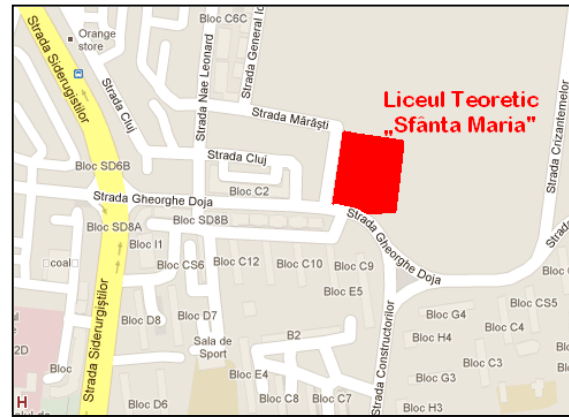 Bloc C6C
Orange
store
Strada Siderugiștilor
Strada Nae Leonard
Strada General Io
Strada Cluj
Strada Mărăști
Liceul Teoretic
„Sfânta Maria"
Strada Crizantemelor
Bloc SD6B
Strada Cluj
Bloc C2
Strada Gheorghe Doja
Bloc SD8B
Bloc SD8A
Strada Gheorghe Doja
Strada
Bloc I1
□coal□
Bloc CS6
Bloc C12
Bloc C10
Bloc C9
Bloc E5
Strada Siderurgiștilor
Bloc D8
Bloc D7
Sala de
Sport
B2
Strada Constructorilor
Bloc G4
Bloc CS5
Bloc C4
Bloc H4
2D
Bloc
Bloc E4
Bloc C3
Bloc G3
H
Bloc D6
Bloc C8
Bloc C7
Bloc H3